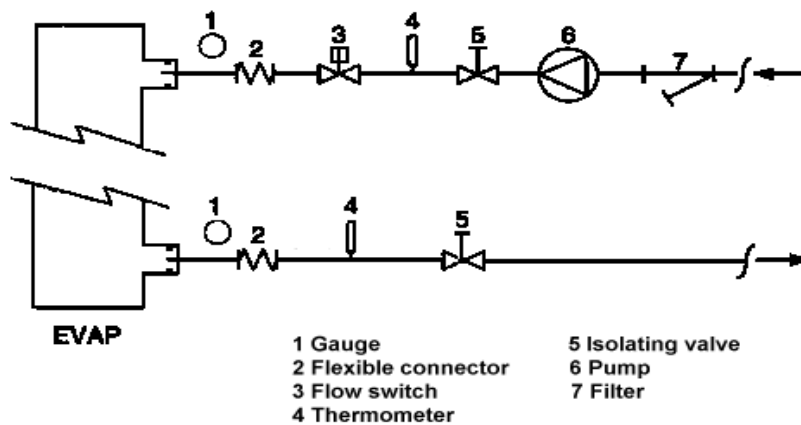 1 2 3 4 5 6 7
1 2 4 5
EVAP
1 Gauge
2 Flexible connector
3 Flow switch
4 Thermometer
5 Isolating valve
6 Pump
7 Filter